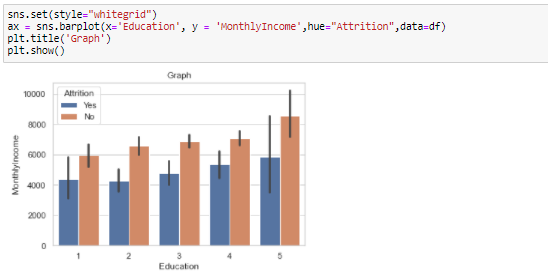 sns.set(style="whitegrid")
ax = sns.barplot(x='Education', y = 'MonthlyIncome',hue="Attrition",data=df)
plt.title('Graph')
plt.show()
Graph
Attrition
Yes
No
10000
8000
6000
4000
2000
0
MonthlyIncome
1 2 3 4 5
Education